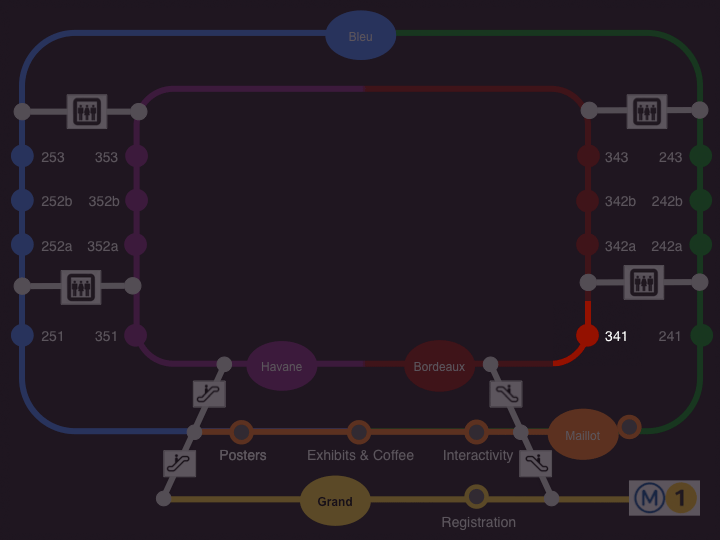 Bleu
253 353 343 243
252b 352b 342b 242b
252a 352a 342a 242a
251 351 341 241
Havane Bordeaux
Maillot
Posters Exhibits & Coffee Interactivity
Grand M 1
Registration